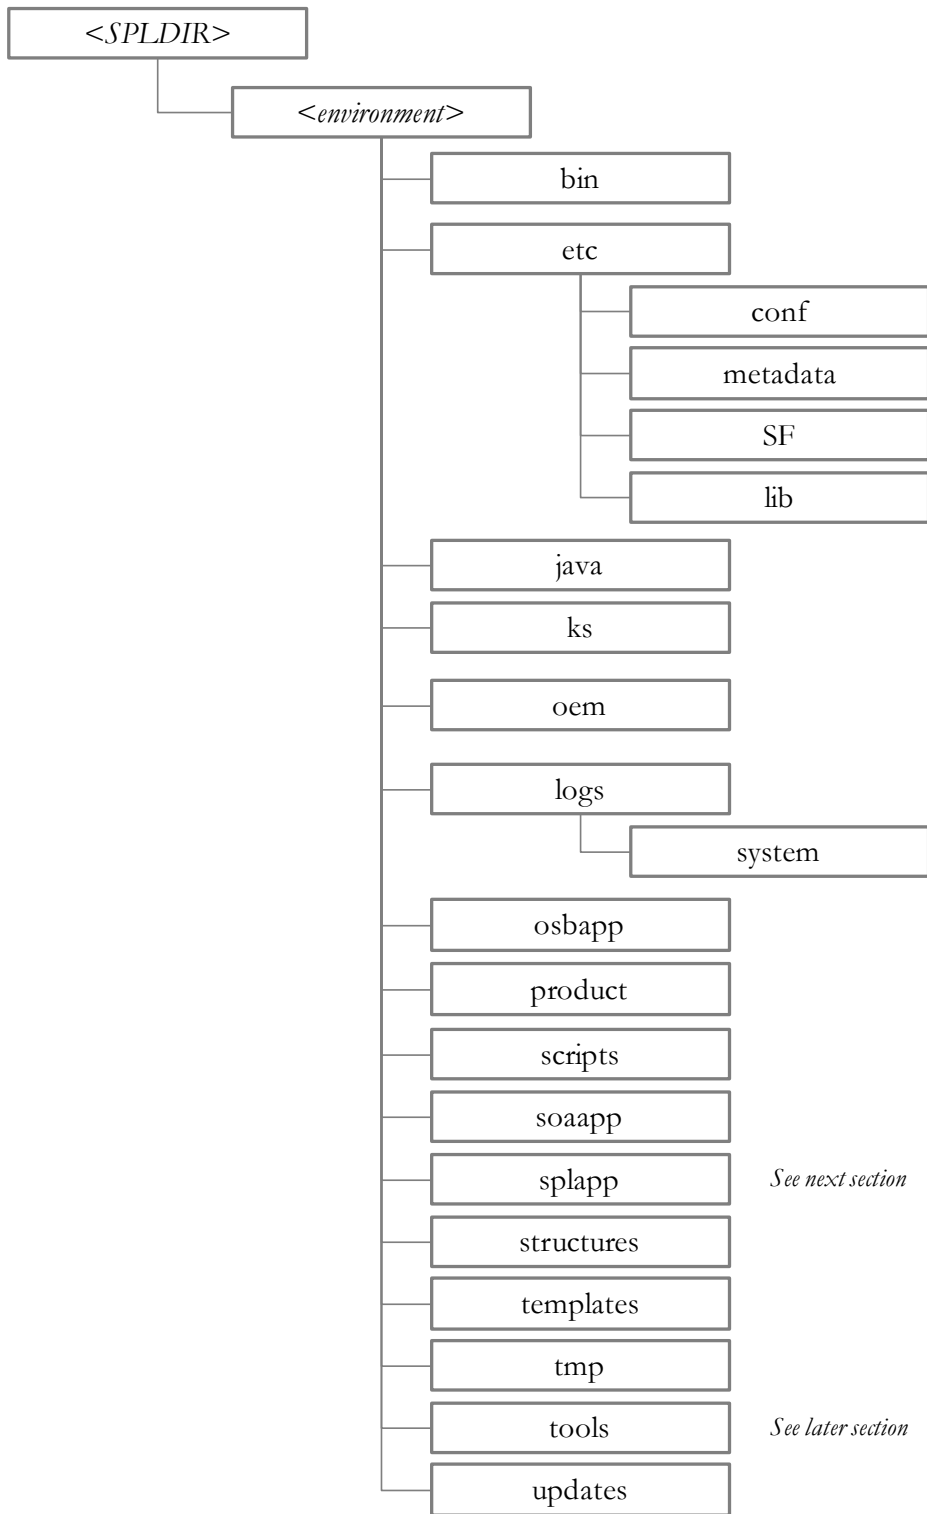 <SPLDIR>
<environment>
bin
etc
conf
metadata
SF
lib
java
ks
oem
logs
system
osbapp
product
scripts
soaapp
splapp See next section
structures
templates
tmp
tools See later section
updates